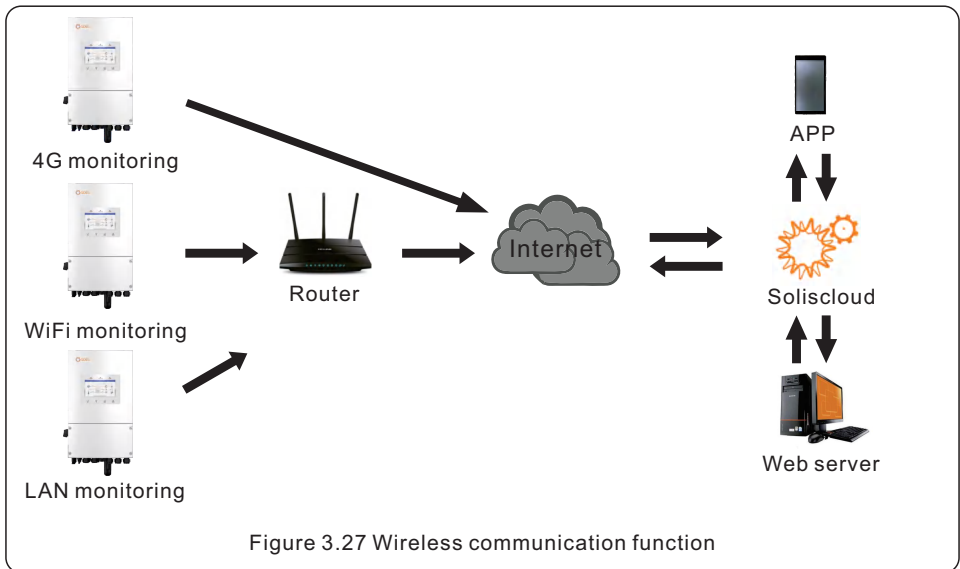 4G monitoring
WiFi monitoring
LAN monitoring
Router
Internet
APP
Soliscloud
Web server
Figure 3.27 Wireless communication function